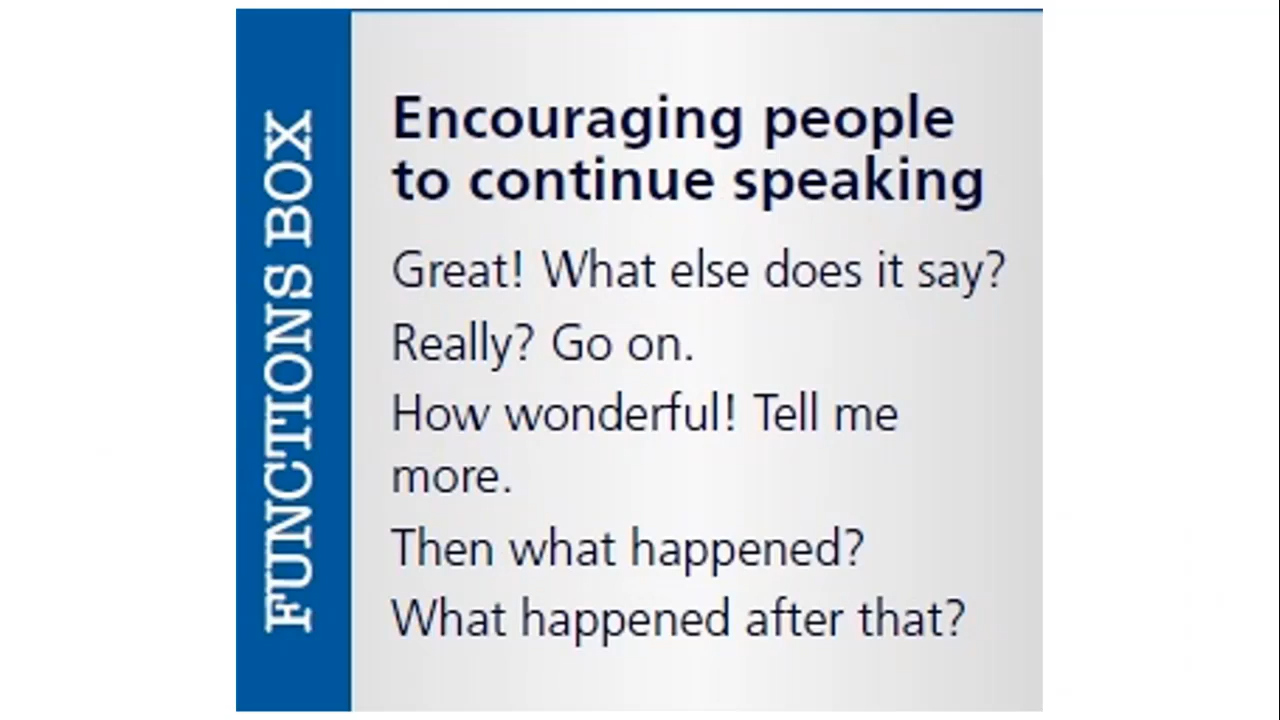 FUNCTIONS BOX
Encouraging people
to continue speaking
Great! What else does it say?
Really? Go on.
How wonderful! Tell me
more.
Then what happened?
What happened after that?